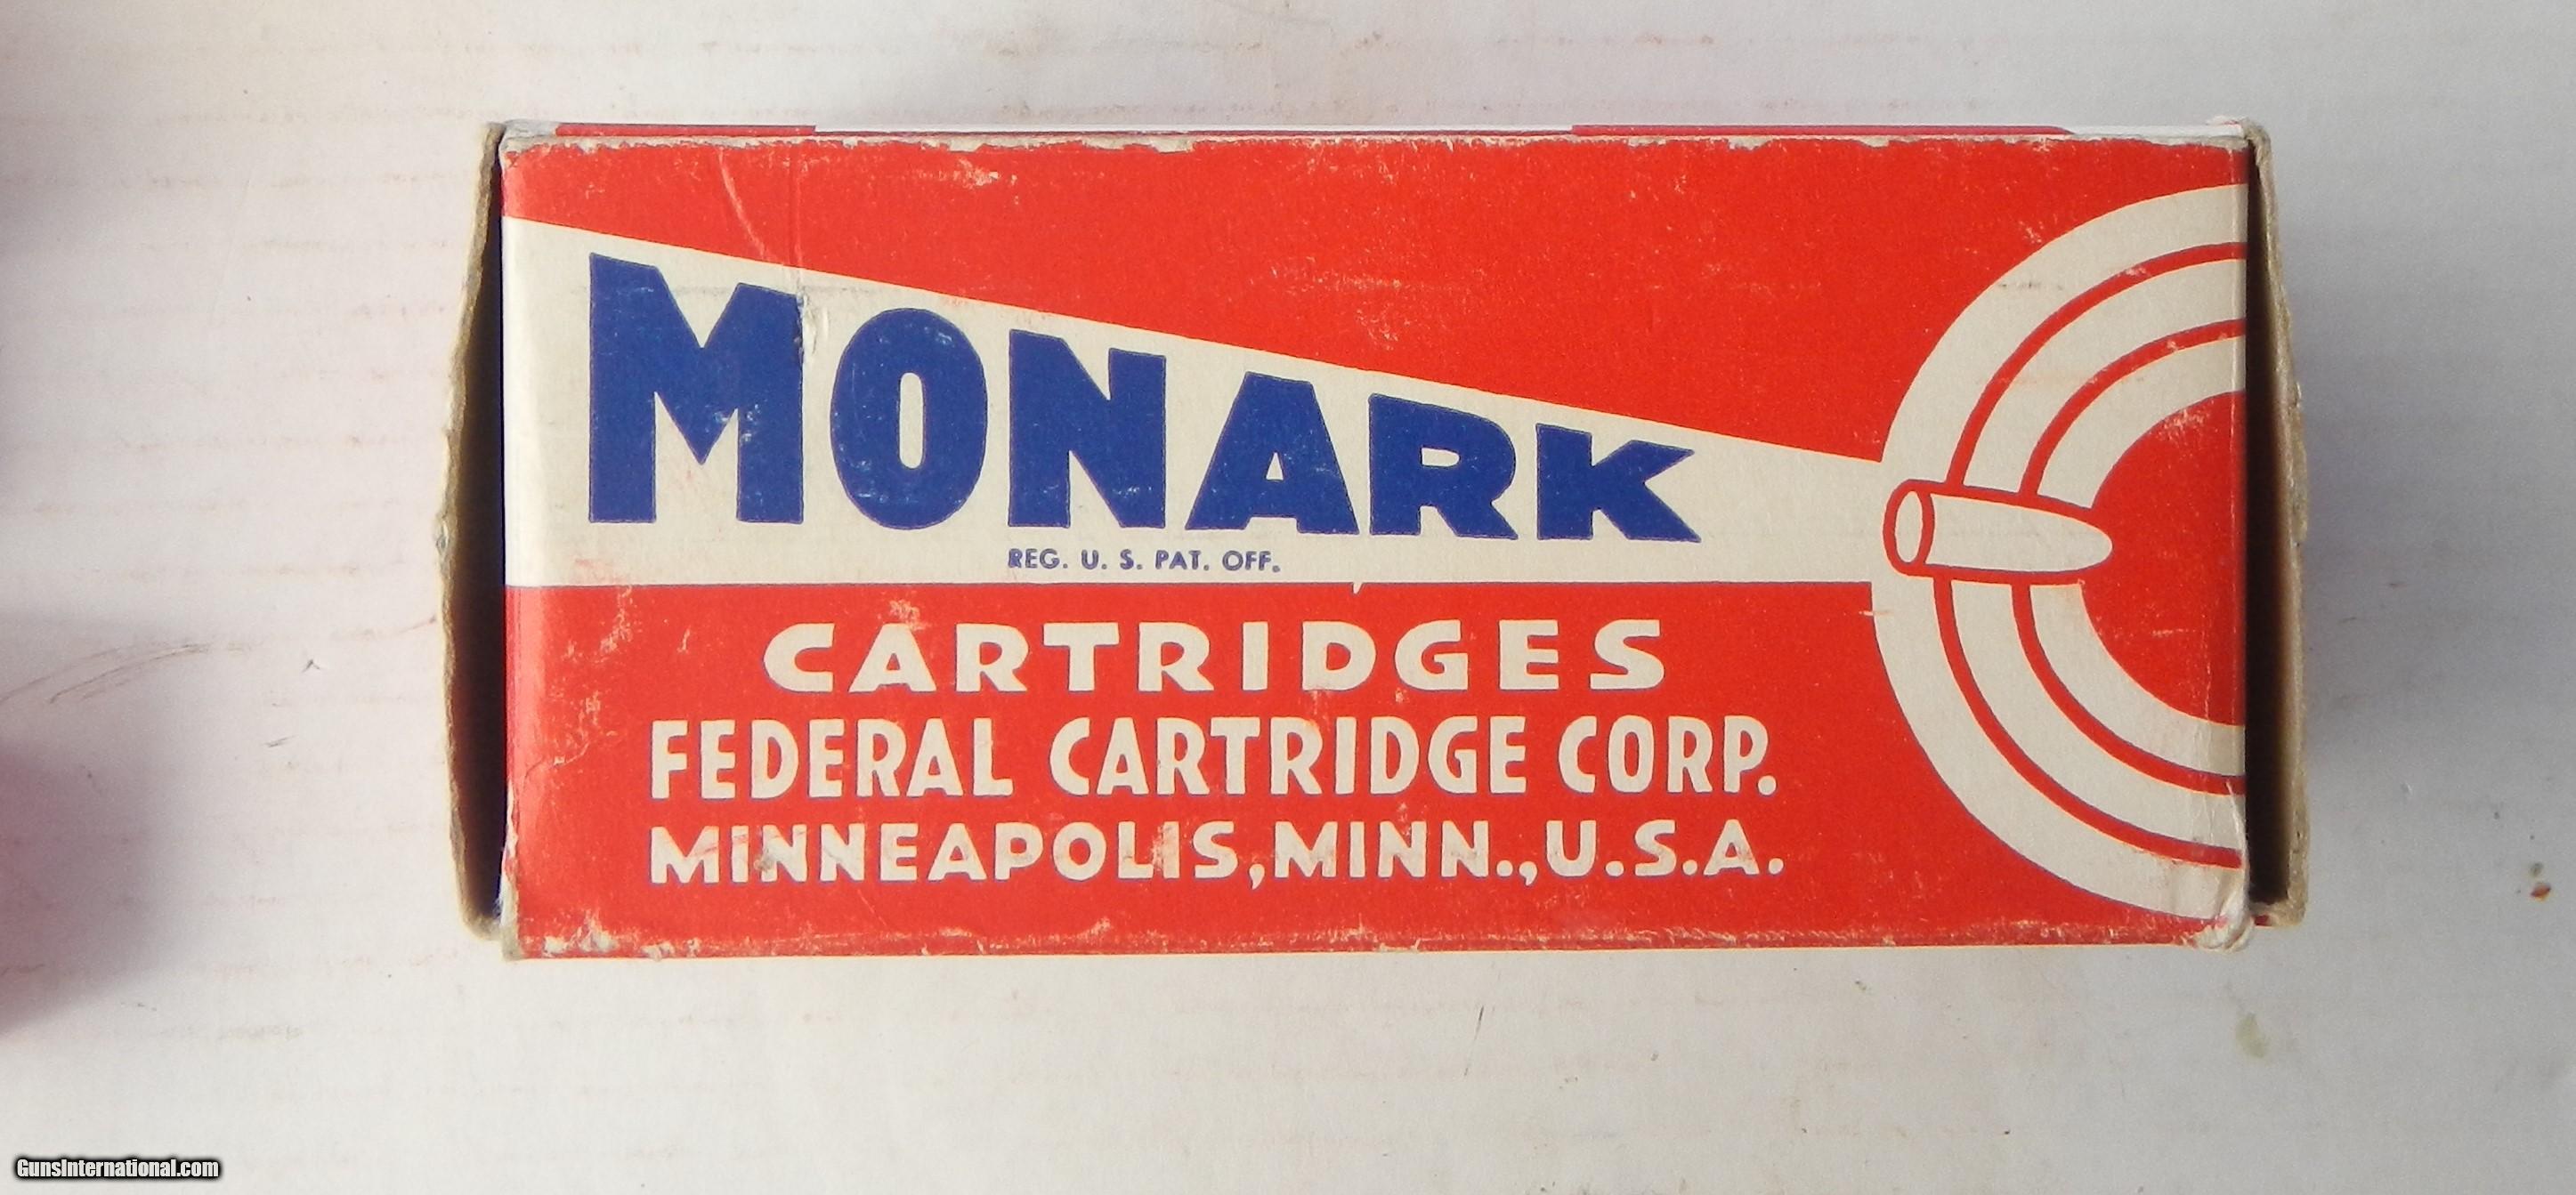 MONARK
REG. U. S. PAT. OFF.
CARTRIDGES
FEDERAL CARTRIDGE CORP.
MINNEAPOLIS, MINN., U.S.A.
GunsInternational.com